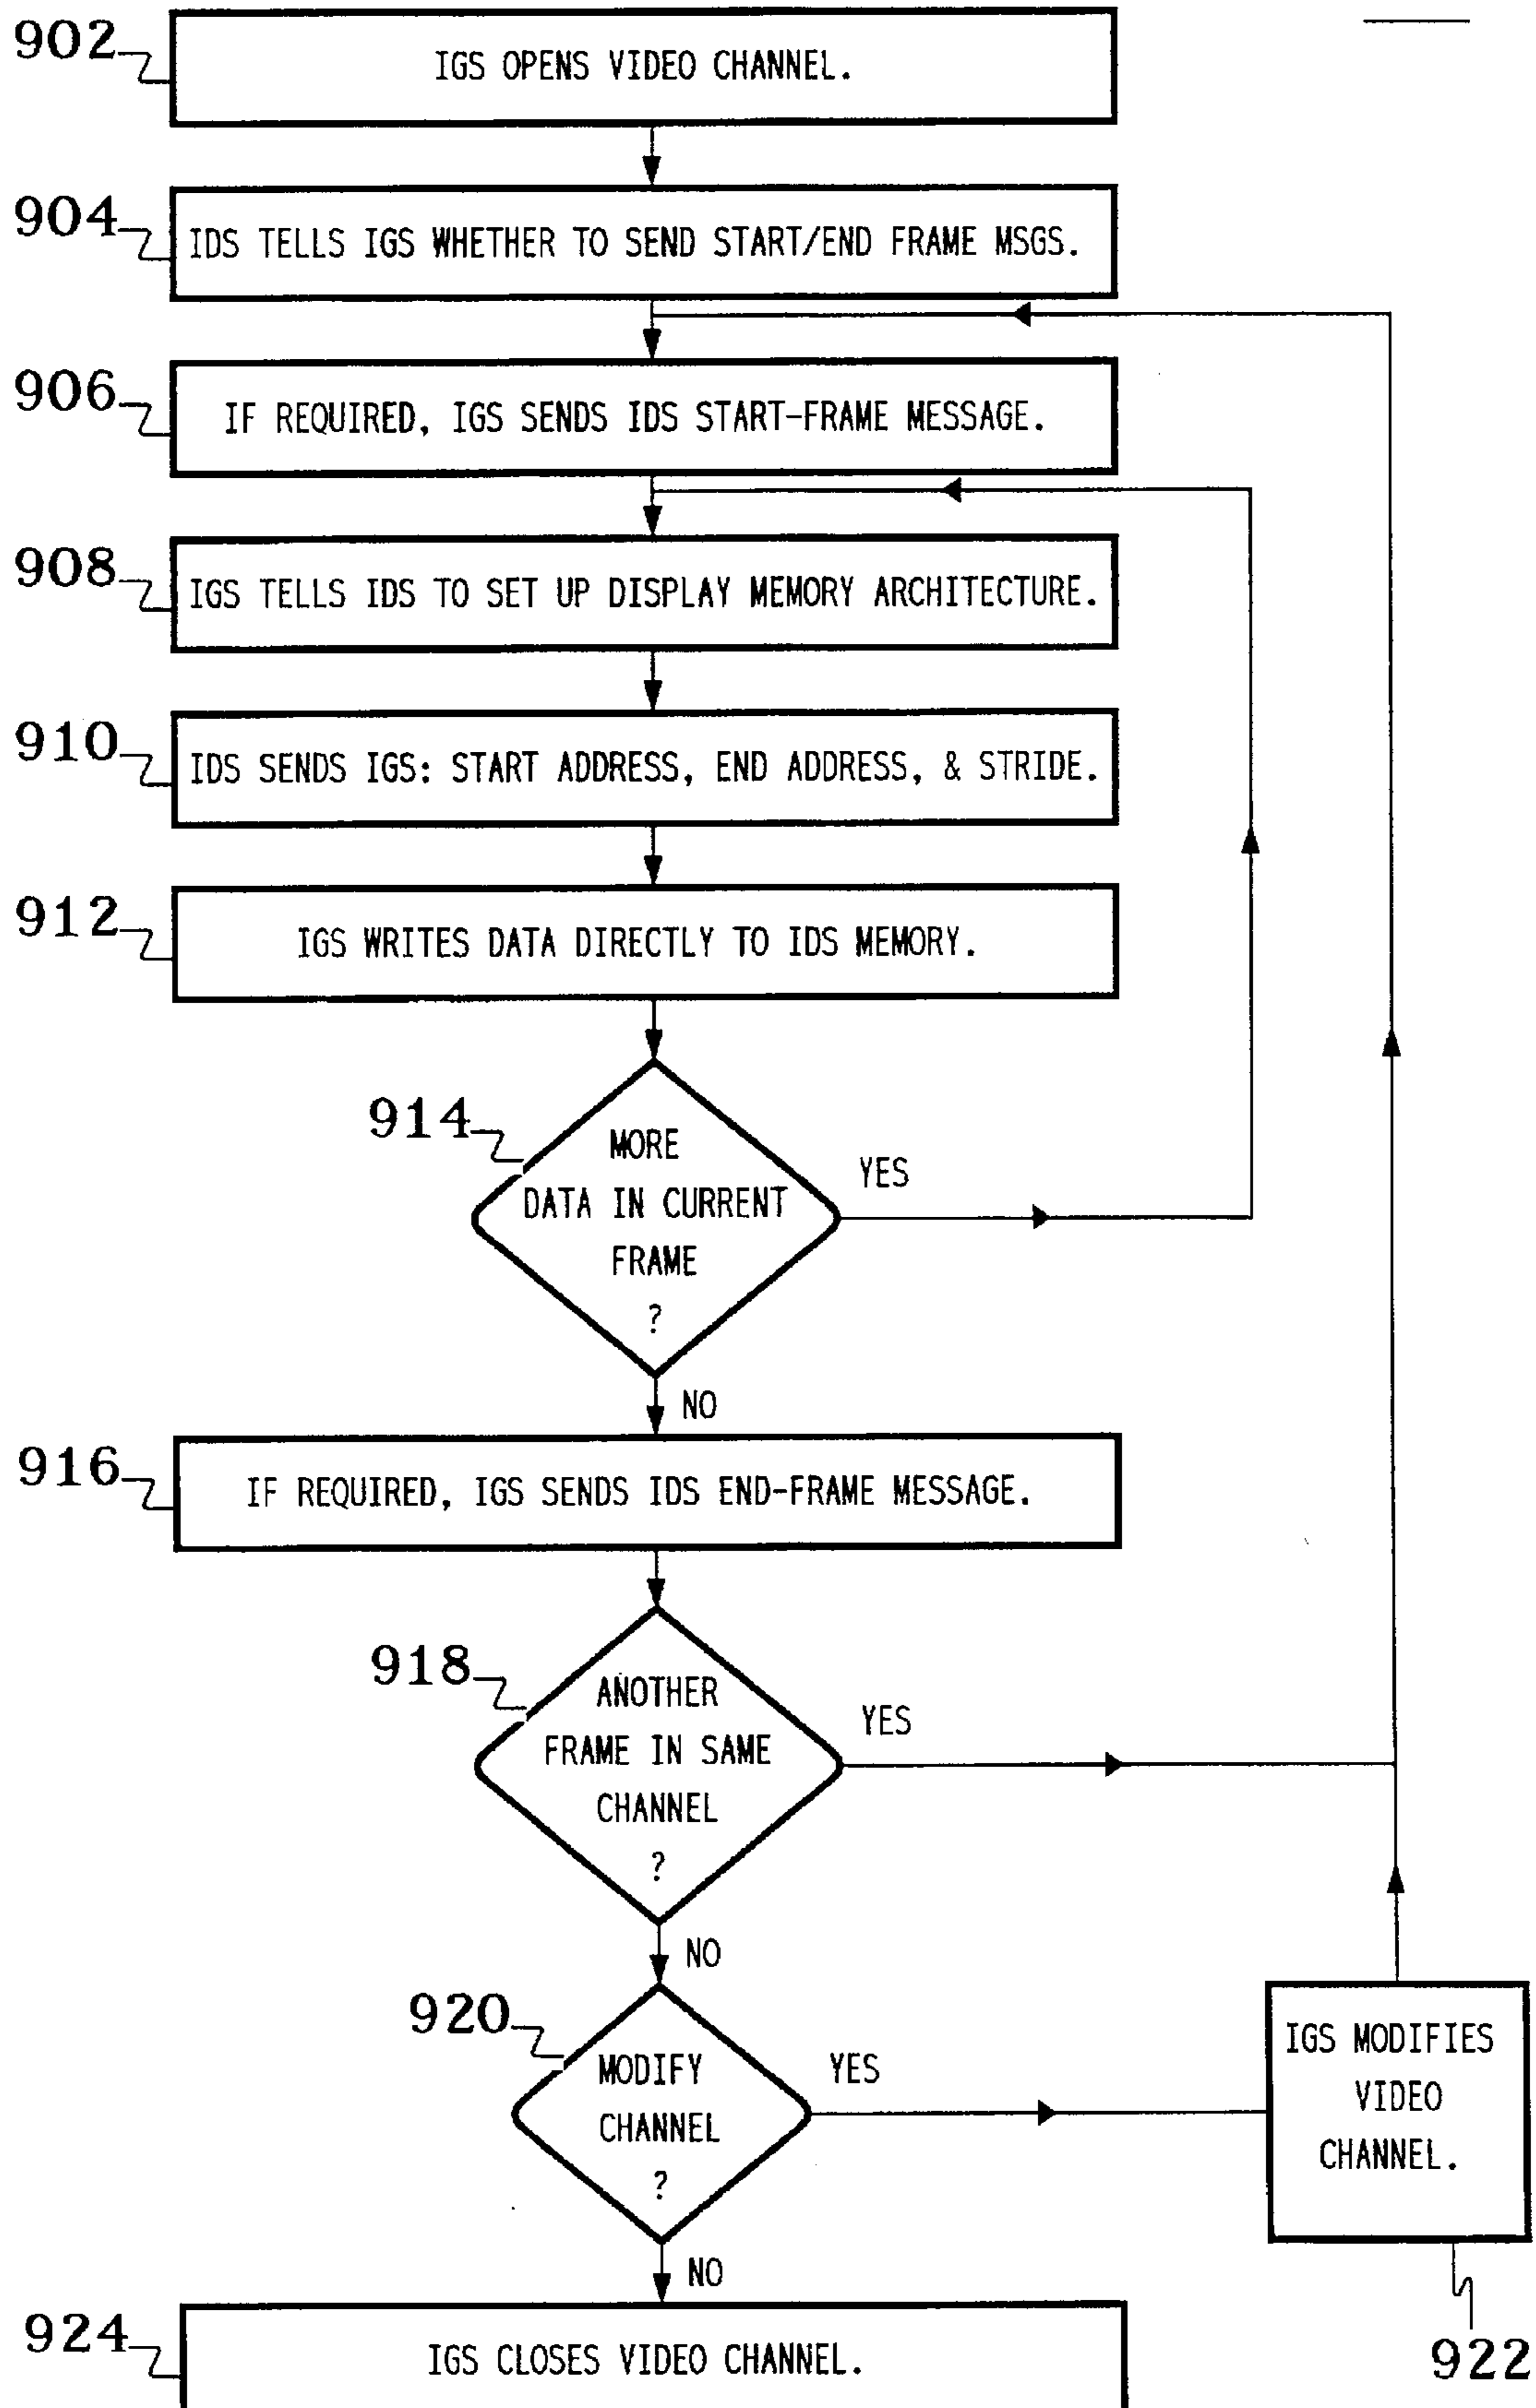 902
IGS OPENS VIDEO CHANNEL.
904
IDS TELLS IGS WHETHER TO SEND START/END FRAME MSGS.
906
IF REQUIRED, IGS SENDS IDS START-FRAME MESSAGE.
908
IGS TELLS IDS TO SET UP DISPLAY MEMORY ARCHITECTURE.
910
IDS SENDS IGS: START ADDRESS, END ADDRESS, & STRIDE.
912
IGS WRITES DATA DIRECTLY TO IDS MEMORY.
914
MORE
DATA IN CURRENT
FRAME
?
YES
NO
916
IF REQUIRED, IGS SENDS IDS END-FRAME MESSAGE.
918
ANOTHER
FRAME IN SAME
CHANNEL
?
YES
NO
920
MODIFY
CHANNEL
?
YES
IGS MODIFIES
VIDEO
CHANNEL.
922
NO
924
IGS CLOSES VIDEO CHANNEL.